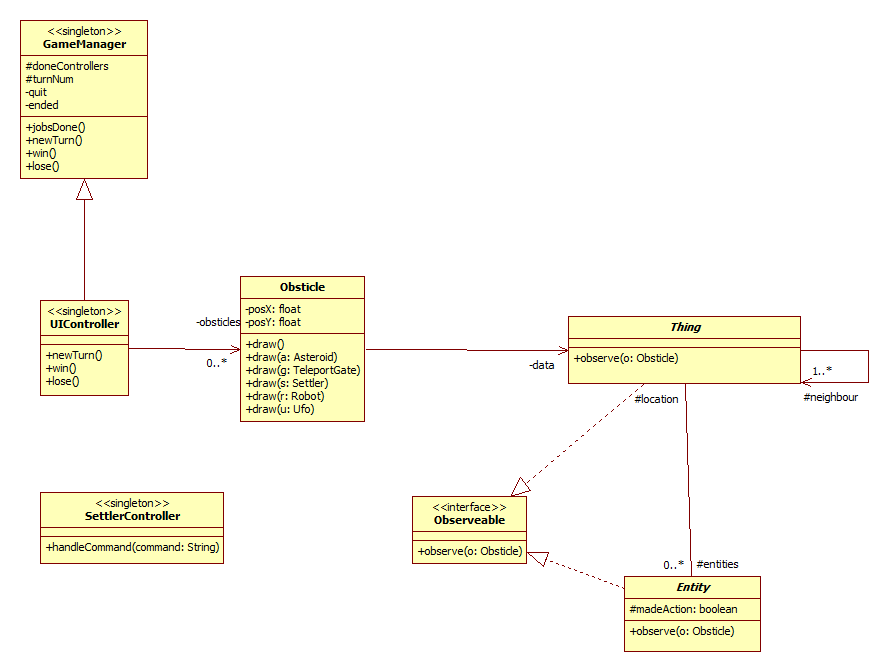 <<singleton>>
GameManager
#doneControllers
#turnNum
-quit
-ended
+jobsDone()
+newTurn()
+win()
+lose()
<<singleton>>
UIController
+newTurn()
+win()
+lose()
-obsticles
0..*
Obsticle
-posX: float
-posY: float
+draw()
+draw(a: Asteroid)
+draw(g: TeleportGate)
+draw(s: Settler)
+draw(r: Robot)
+draw(u: Ufo)
-data
Thing
+observe(o: Obsticle)
1..*
#neighbour
#location
<<singleton>>
SettlerController
+handleCommand(command: String)
<<interface>>
Observeable
+observe(o: Obsticle)
0..* #entities
Entity
#madeAction: boolean
+observe(o: Obsticle)